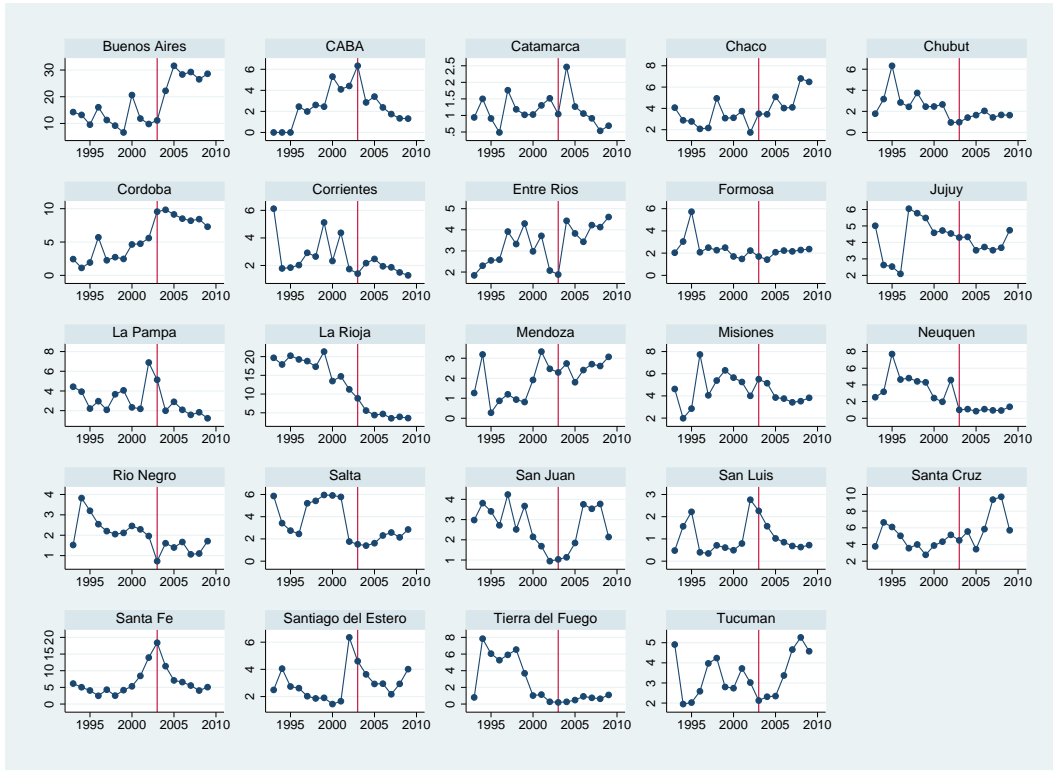 Buenos Aires
10 20 30
1995 2000 2005 2010
CABA
0 2 4 6
1995 2000 2005 2010
Catamarca
.5 1 1.5 2 2.5
1995 2000 2005 2010
Chaco
2 4 6 8
1995 2000 2005 2010
Chubut
0 2 4 6
1995 2000 2005 2010
Cordoba
0 5 10
1995 2000 2005 2010
Corrientes
2 4 6
1995 2000 2005 2010
Entre Rios
2 3 4 5
1995 2000 2005 2010
Formosa
0 2 4 6
1995 2000 2005 2010
Jujuy
2 3 4 5 6
1995 2000 2005 2010
La Pampa
2 4 6 8
1995 2000 2005 2010
La Rioja
5 10 15 20
1995 2000 2005 2010
Mendoza
0 1 2 3
1995 2000 2005 2010
Misiones
2 4 6 8
1995 2000 2005 2010
Neuquen
0 2 4 6 8
1995 2000 2005 2010
Rio Negro
1 2 3 4
1995 2000 2005 2010
Salta
0 2 4 6
1995 2000 2005 2010
San Juan
1 2 3 4
1995 2000 2005 2010
San Luis
0 1 2 3
1995 2000 2005 2010
Santa Cruz
2 4 6 8 10
1995 2000 2005 2010
Santa Fe
0 5 10 15 20
1995 2000 2005 2010
Santiago del Estero
2 4 6
1995 2000 2005 2010
Tierra del Fuego
0 2 4 6 8
1995 2000 2005 2010
Tucuman
2 3 4 5
1995 2000 2005 2010